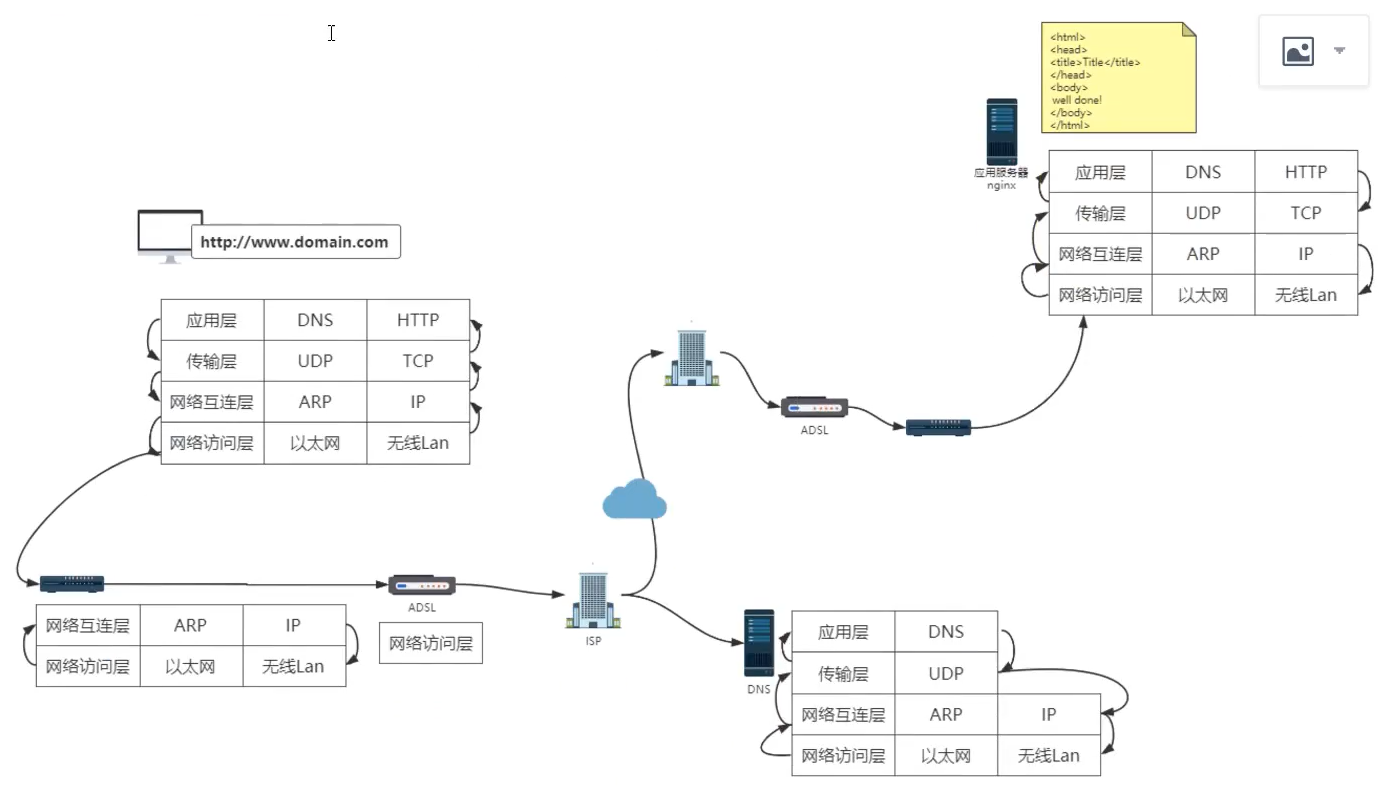 <html>
<head>
<title>Title</title>
</head>
<body>
well done!
</body>
</html>
应用服务器
nginx
应用层 DNS HTTP
传输层 UDP TCP
网络互连层 ARP IP
网络访问层 以太网 无线Lan
http://www.domain.com
应用层 DNS HTTP
传输层 UDP TCP
网络互连层 ARP IP
网络访问层 以太网 无线Lan
ADSL
ADSL
网络互连层 ARP IP
网络访问层 以太网 无线Lan
网络访问层
ISP
DNS
应用层 DNS
传输层 UDP
网络互连层 ARP IP
网络访问层 以太网 无线Lan